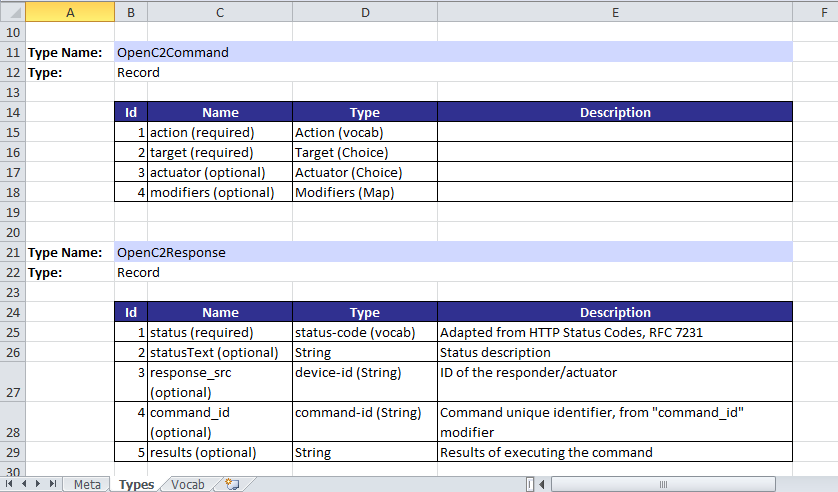 A B C D E F
10
11 Type Name: OpenC2Command
12 Type: Record
13
14 Id Name Type Description
15 1 action (required) Action (vocab)
16 2 target (required) Target (Choice)
17 3 actuator (optional) Actuator (Choice)
18 4 modifiers (optional) Modifiers (Map)
19
20
21 Type Name: OpenC2Response
22 Type: Record
23
24 Id Name Type Description
25 1 status (required) status-code (vocab) Adapted from HTTP Status Codes, RFC 7231
26 2 statusText (optional) String Status description
3 response_src device-id (String) ID of the responder/actuator
27 (optional)
4 command_id command-id (String) Command unique identifier, from "command_id"
28 (optional) modifier
29 5 results (optional) String Results of executing the command
30
Meta Types Vocab